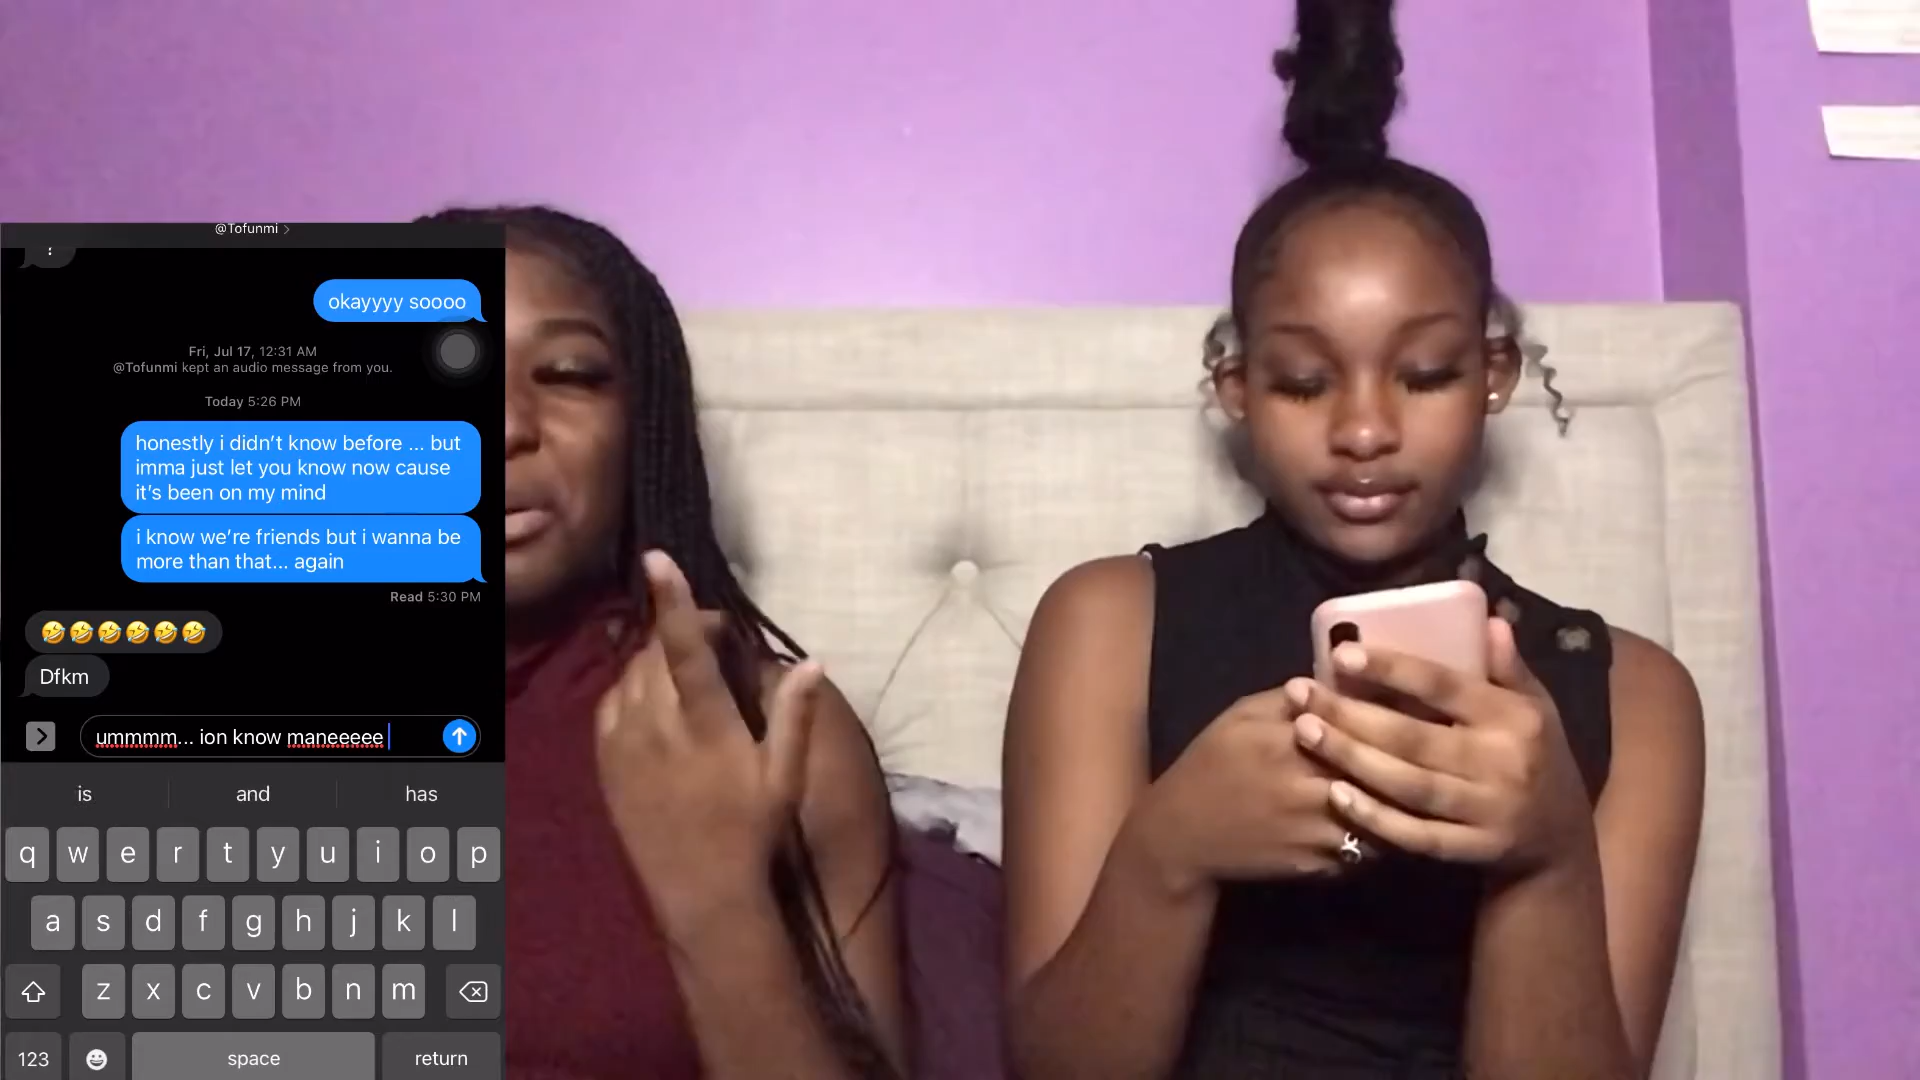 @Tofunmi >
okayyyy soooo
Fri, Jul 17, 12:31 AM
@Tofunmi kept an audio message from you.
Today 5:26 PM
honestly i didn’t know before ... but
imma just let you know now cause
it’s been on my mind
i know we’re friends but i wanna be
more than that... again
Read 5:30 PM
🤣🤣🤣🤣🤣🤣
Dfkm
ummmm... ion know maneeeee
is and has
q w e r t y u i o p
a s d f g h j k l
z x c v b n m
123 space return